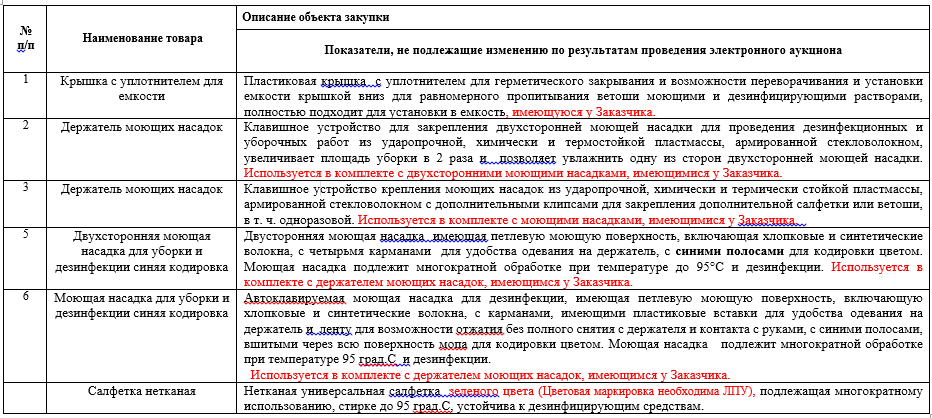 №
п/п
Наименование товара
Описание объекта закупки
Показатели, не подлежащие изменению по результатам проведения электронного аукциона
1
Крышка с уплотнителем для
емкости
Пластиковая крышка с уплотнителем для герметического закрывания и возможности переворачивания и установки
емкости крышкой вниз для равномерного пропитывания ветоши моющими и дезинфицирующими растворами,
полностью подходит для установки в емкость, имеющуюся у Заказчика.
2
Держатель моющих насадок
Клавишное устройство для закрепления двухсторонней моющей насадки для проведения дезинфекционных и
уборочных работ из ударопрочной, химически и термостойкой пластмассы, армированной стекловолокном,
увеличивает площадь уборки в 2 раза и позволяет увлажнить одну из сторон двухсторонней моющей насадки.
Используется в комплекте с двухсторонними моющими насадками, имеющимися у Заказчика.
3
Держатель моющих насадок
Клавишное устройство крепления моющих насадок из ударопрочной, химически и термически стойкой пластмассы,
армированной стекловолокном с дополнительными клипсами для закрепления дополнительной салфетки или ветоши,
в т. ч. одноразовой. Используется в комплекте с моющими насадками, имеющимися у Заказчика.
5
Двухсторонняя моющая
насадка для уборки и
дезинфекции синяя кодировка
Двусторонняя моющая насадка имеющая петлевую моющую поверхность, включающая хлопковые и синтетические
волокна, с четырьмя карманами для удобства одевания на держатель, с синими полосами для кодировки цветом.
Моющая насадка подлежит многократной обработке при температуре до 95°С и дезинфекции. Используется в
комплекте с держателем моющих насадок, имеющимся у Заказчика.
6
Моющая насадка для уборки и
дезинфекции синяя кодировка
Автоклавируемая моющая насадка для дезинфекции, имеющая петлевую моющую поверхность, включающую
хлопковые и синтетические волокна, с карманами, имеющими пластиковые вставки для удобства одевания на
держатель и ленту для возможности отжатия без полного снятия с держателя и контакта с руками, с синими полосами,
вшитыми через всю поверхность мопа для кодировки цветом. Моющая насадка подлежит многократной обработке
при температуре 95 град.С и дезинфекции.
Используется в комплекте с держателем моющих насадок, имеющимся у Заказчика.
Салфетка нетканая
Нетканая универсальная салфетка зеленого цвета (Цветовая маркировка необходима ЛПУ), подлежащая многократному
использованию, стирке до 95 град.С, устойчива к дезинфицирующим средствам.